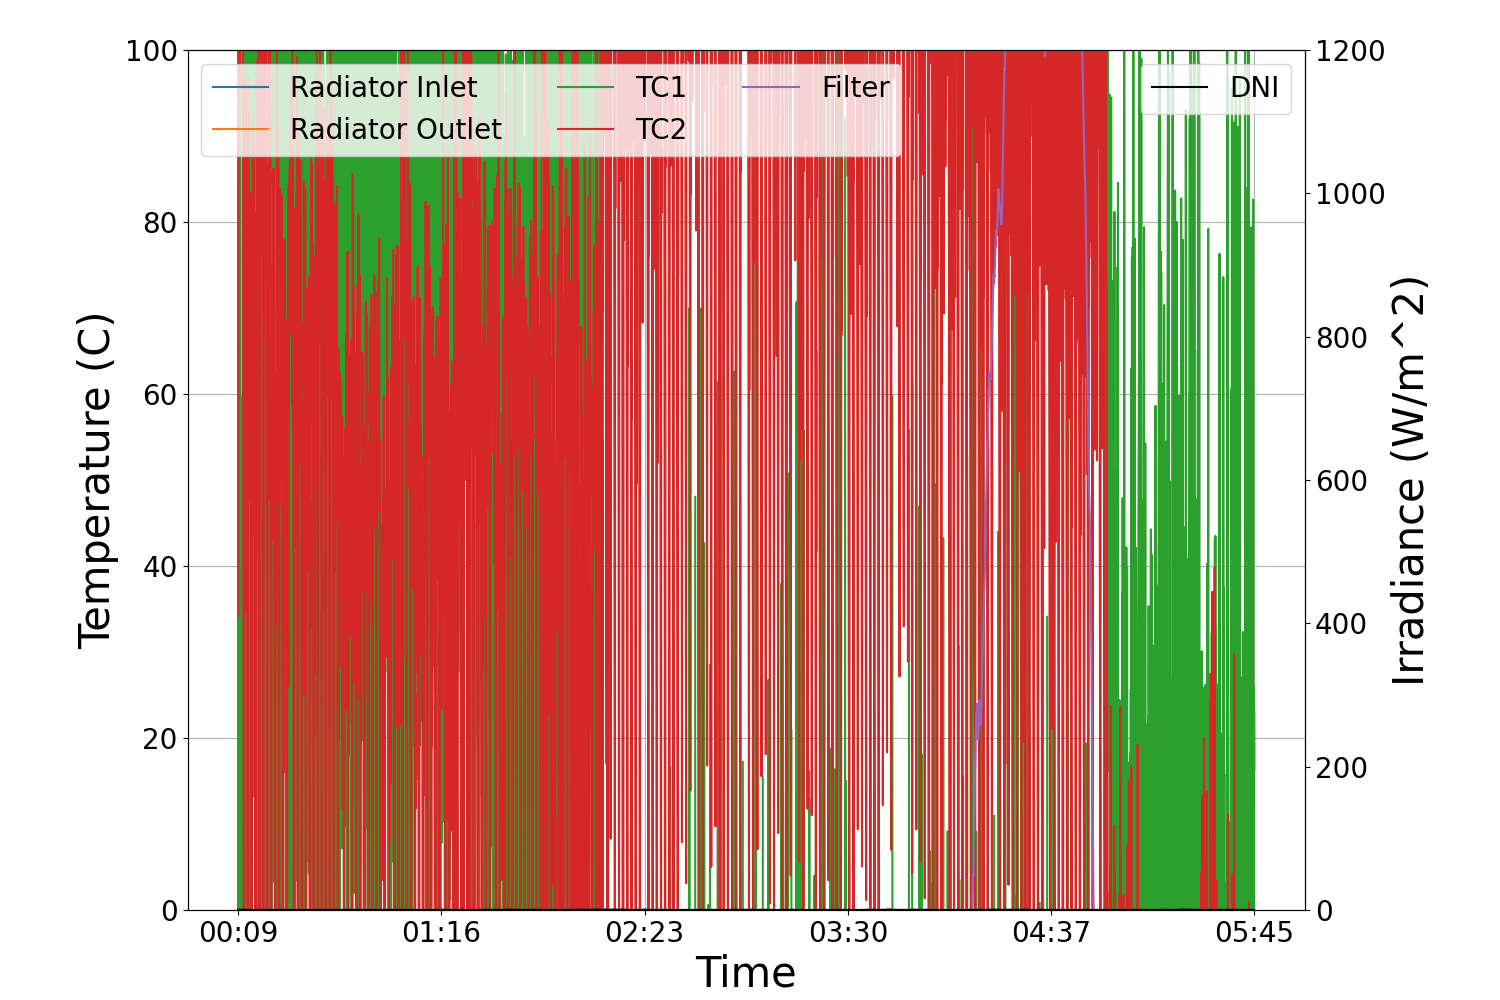 100
80
60
40
20
0
Temperature (C)
Radiator Inlet
Radiator Outlet
TC1
TC2
Filter
DNI
1200
1000
800
600
400
200
0
Irradiance (W/m^2)
00:09
01:16
02:23
03:30
04:37
05:45
Time